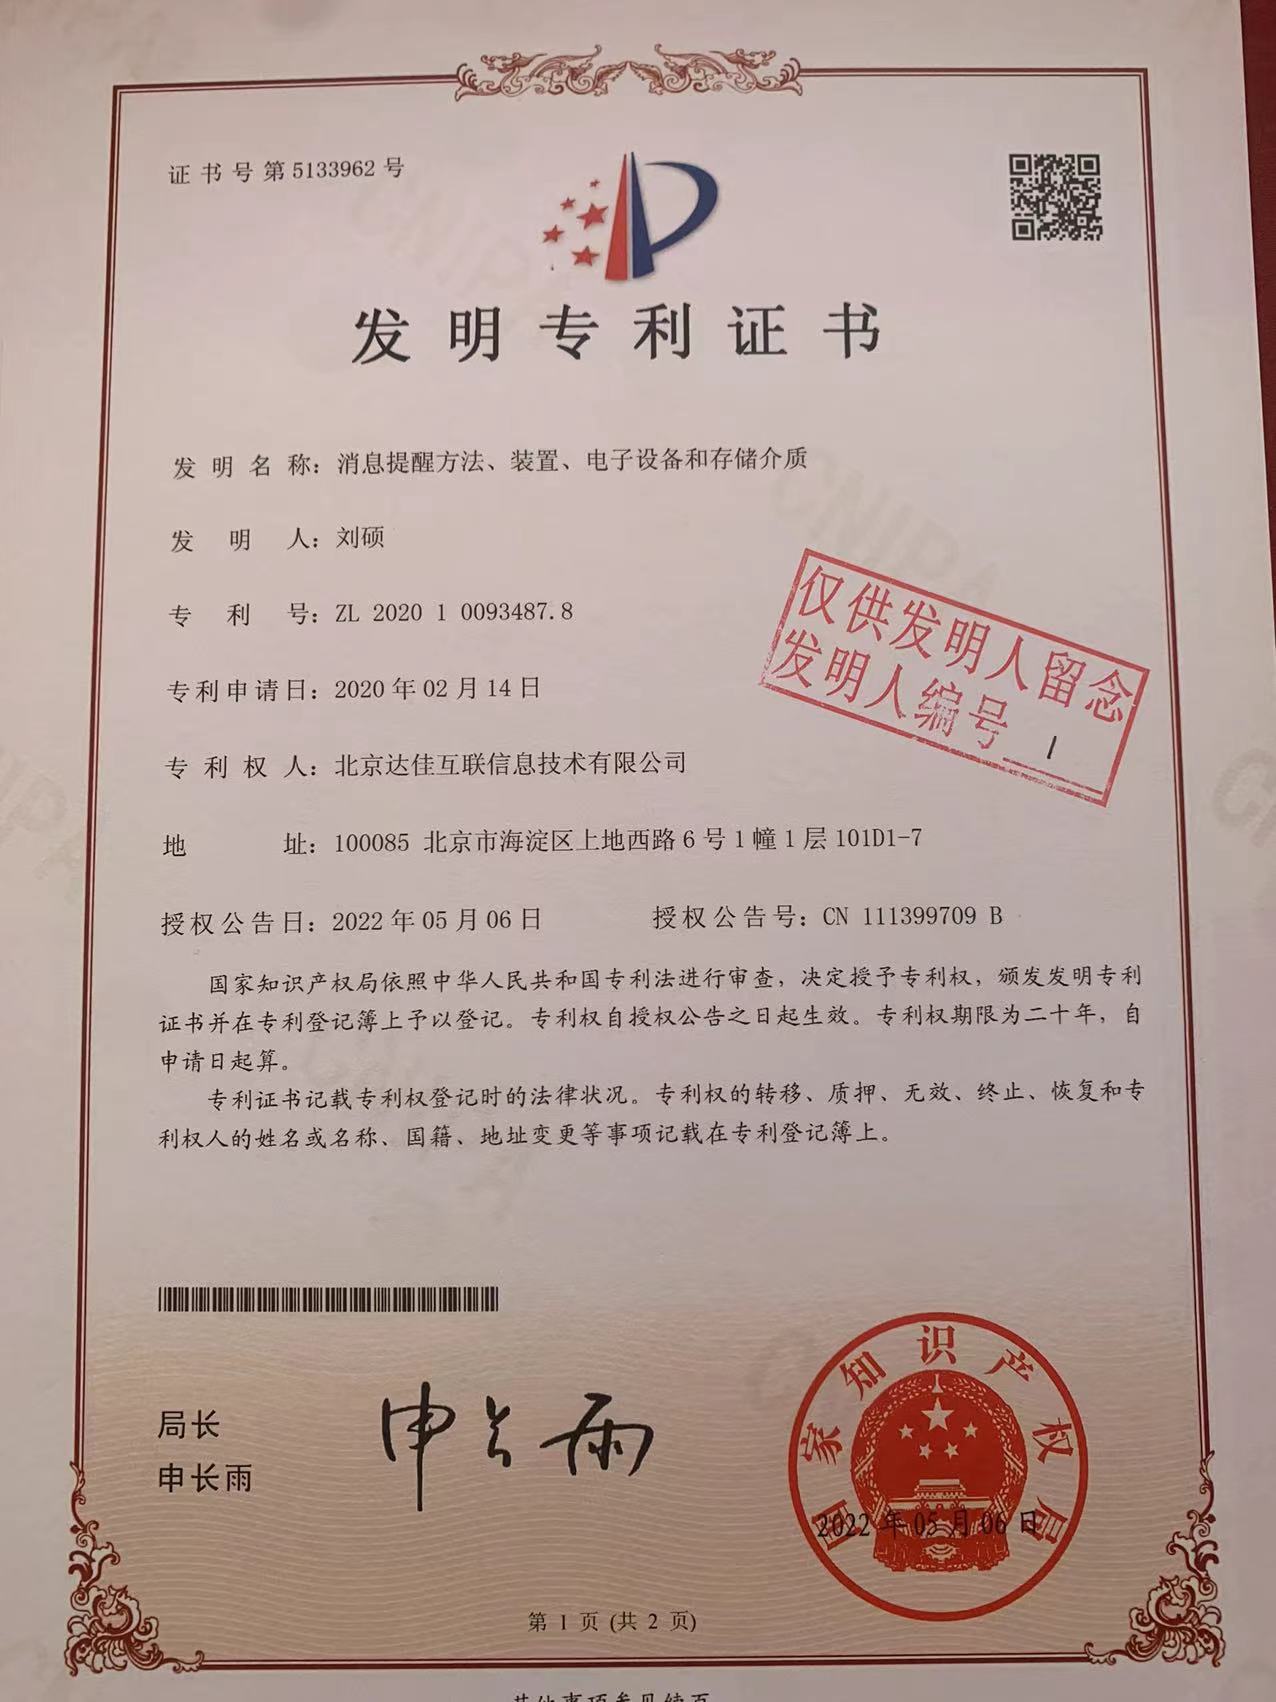 证书号第5133962号
发明专利证书
发明名称：消息提醒方法、装置、电子设备和存储介质
发明人：刘硕
专利号：ZL 2020 1 0093487.8
仅供发明人留念
发明人编号 1
专利申请日：2020年02月14日
专利权人：北京达佳互联信息技术有限公司
地址：100085 北京市海淀区上地西路6号1幢1层101D1-7
授权公告日：2022年05月06日 授权公告号：CN 111399709 B
国家知识产权局依照中华人民共和国专利法进行审查，决定授予专利权，颁发发明专利
证书并在专利登记簿上予以登记。专利权自授权公告之日起生效。专利权期限为二十年，自
申请日起算。
专利证书记载专利权登记时的法律状况。专利权的转移、质押、无效、终止、恢复和专
利权人的姓名或名称、国籍、地址变更等事项记载在专利登记簿上。
局长
申长雨
申长雨
国家知识产权局
2022年05月06日
第 1 页 (共 2 页)
其他事项参见续页
CNIPA